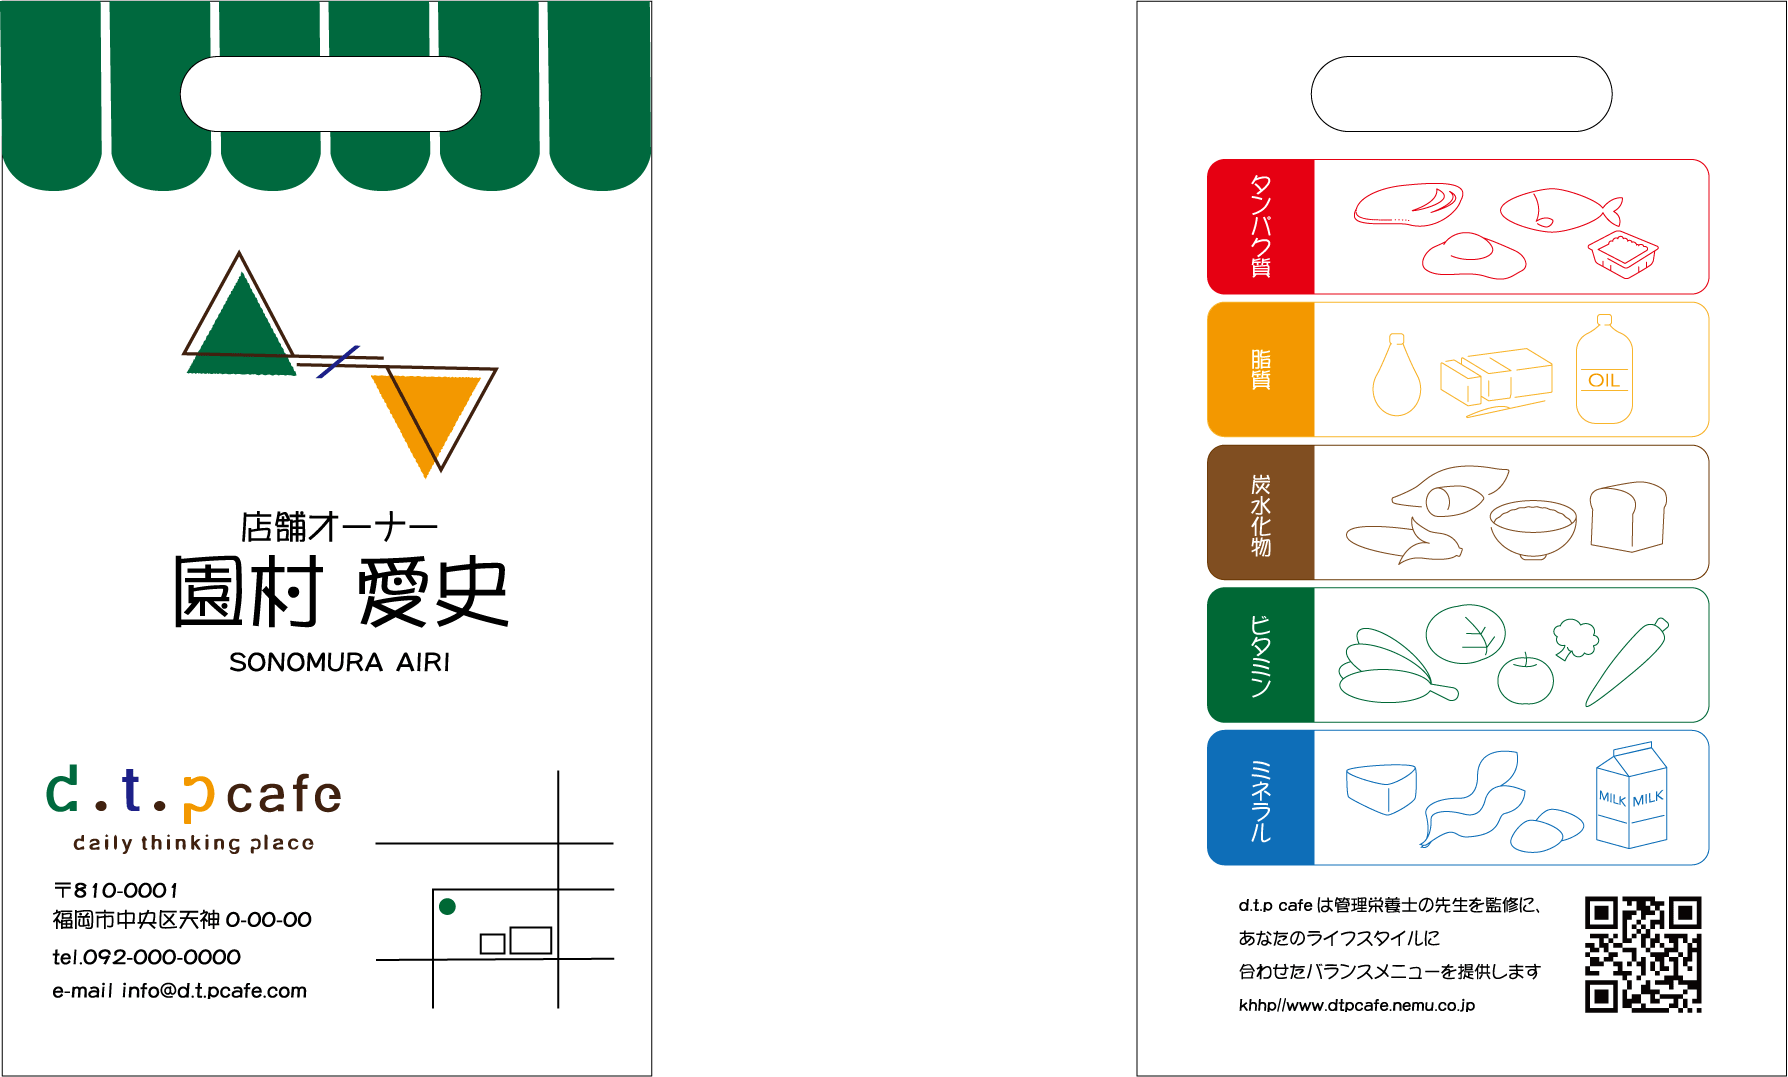 店舗オーナー
園村 愛史
SONOMURA AIRI
d.t.p cafe
daily thinking place
〒810-0001
福岡市中央区天神 0-00-00
tel.092-000-0000
e-mail info@d.t.pcafe.com
タンパク質
脂質
OIL
炭水化物
ビタミン
ミネラル
MILK MILK
d.t.p cafe は管理栄養士の先生を監修に、
あなたのライフスタイルに
合わせたバランスメニューを提供します
khhp//www.dtpcafe.nemu.co.jp